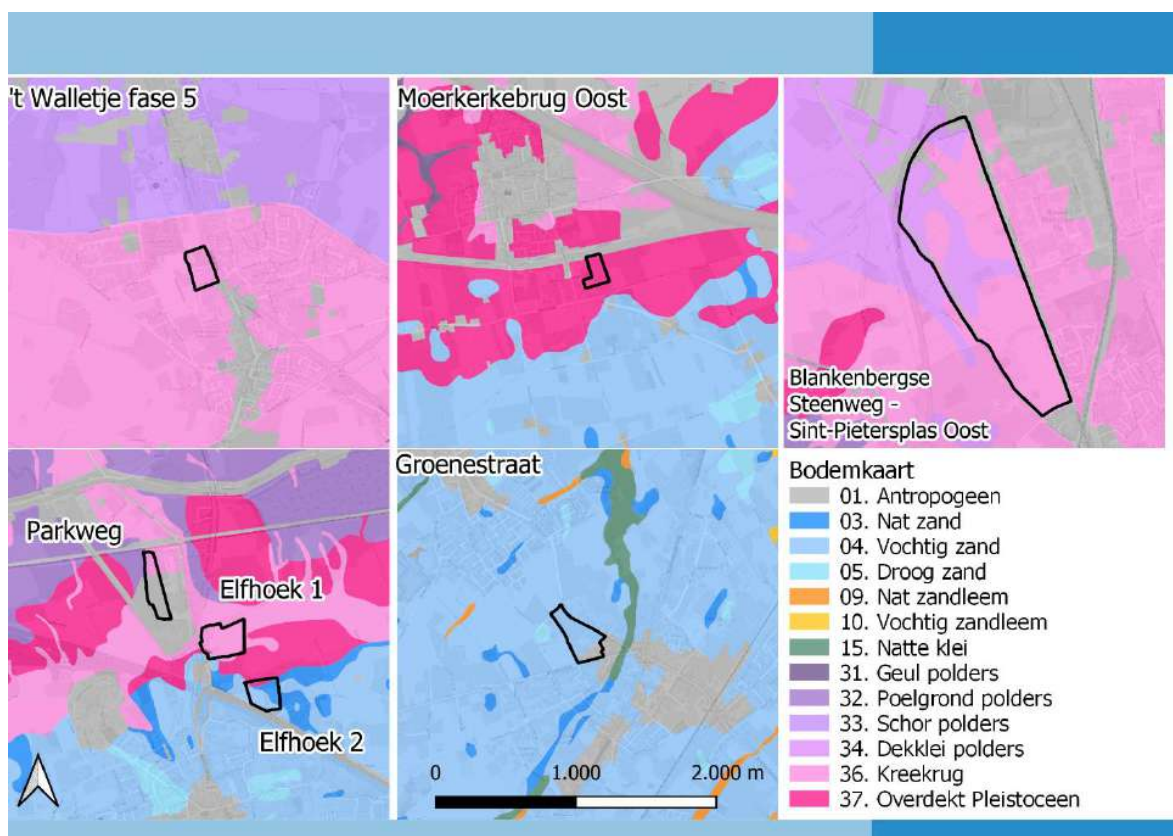 't Walletje fase 5
Moerkerkebrug Oost
Blankenbergse
Steenweg -
Sint-Pietersplas Oost
Parkweg
Elfhoek 1
Elfhoek 2
Groenestraat
0 1.000 2.000 m
Bodemkaart
01. Antropogeen
03. Nat zand
04. Vochtig zand
05. Droog zand
09. Nat zandleem
10. Vochtig zandleem
15. Natte klei
31. Geul polders
32. Poelgrond polders
33. Schor polders
34. Dekklei polders
36. Kreekrug
37. Overdekt Pleistoceen